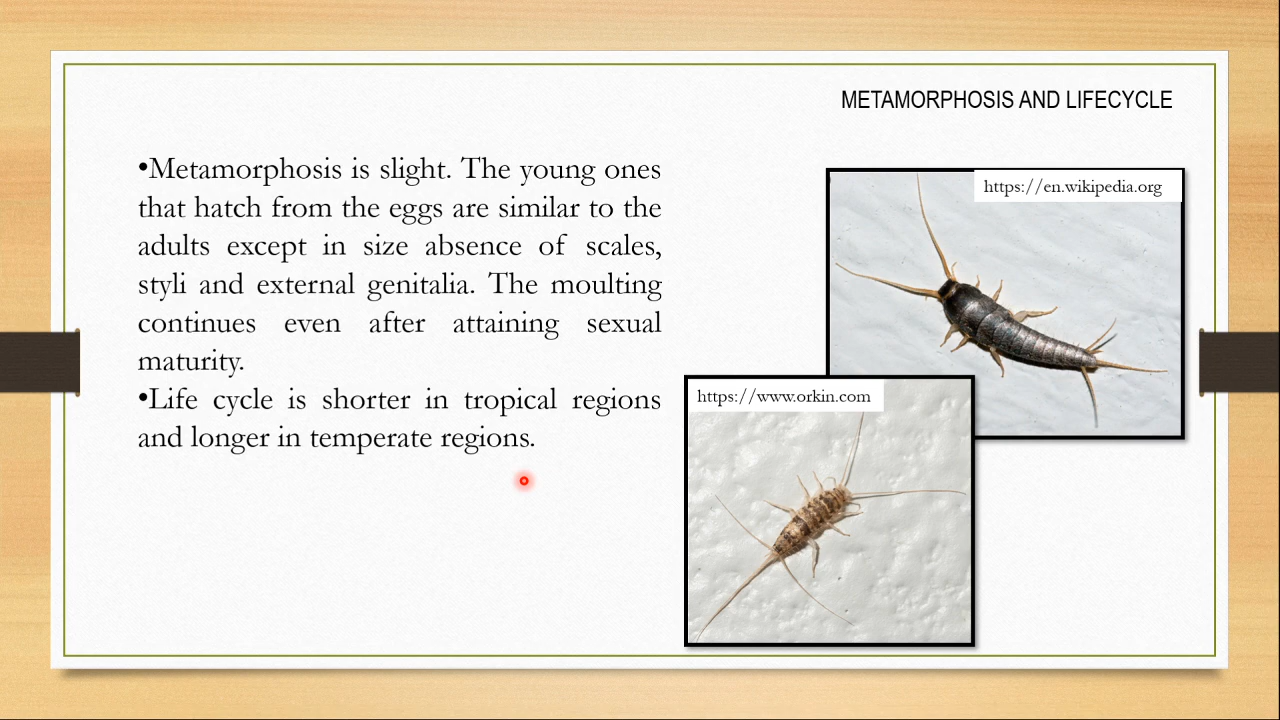 METAMORPHOSIS AND LIFECYCLE
•Metamorphosis is slight. The young ones
that hatch from the eggs are similar to the
adults except in size absence of scales,
styli and external genitalia. The moulting
continues even after attaining sexual
maturity.
•Life cycle is shorter in tropical regions
and longer in temperate regions.
https://en.wikipedia.org
https://www.orkin.com